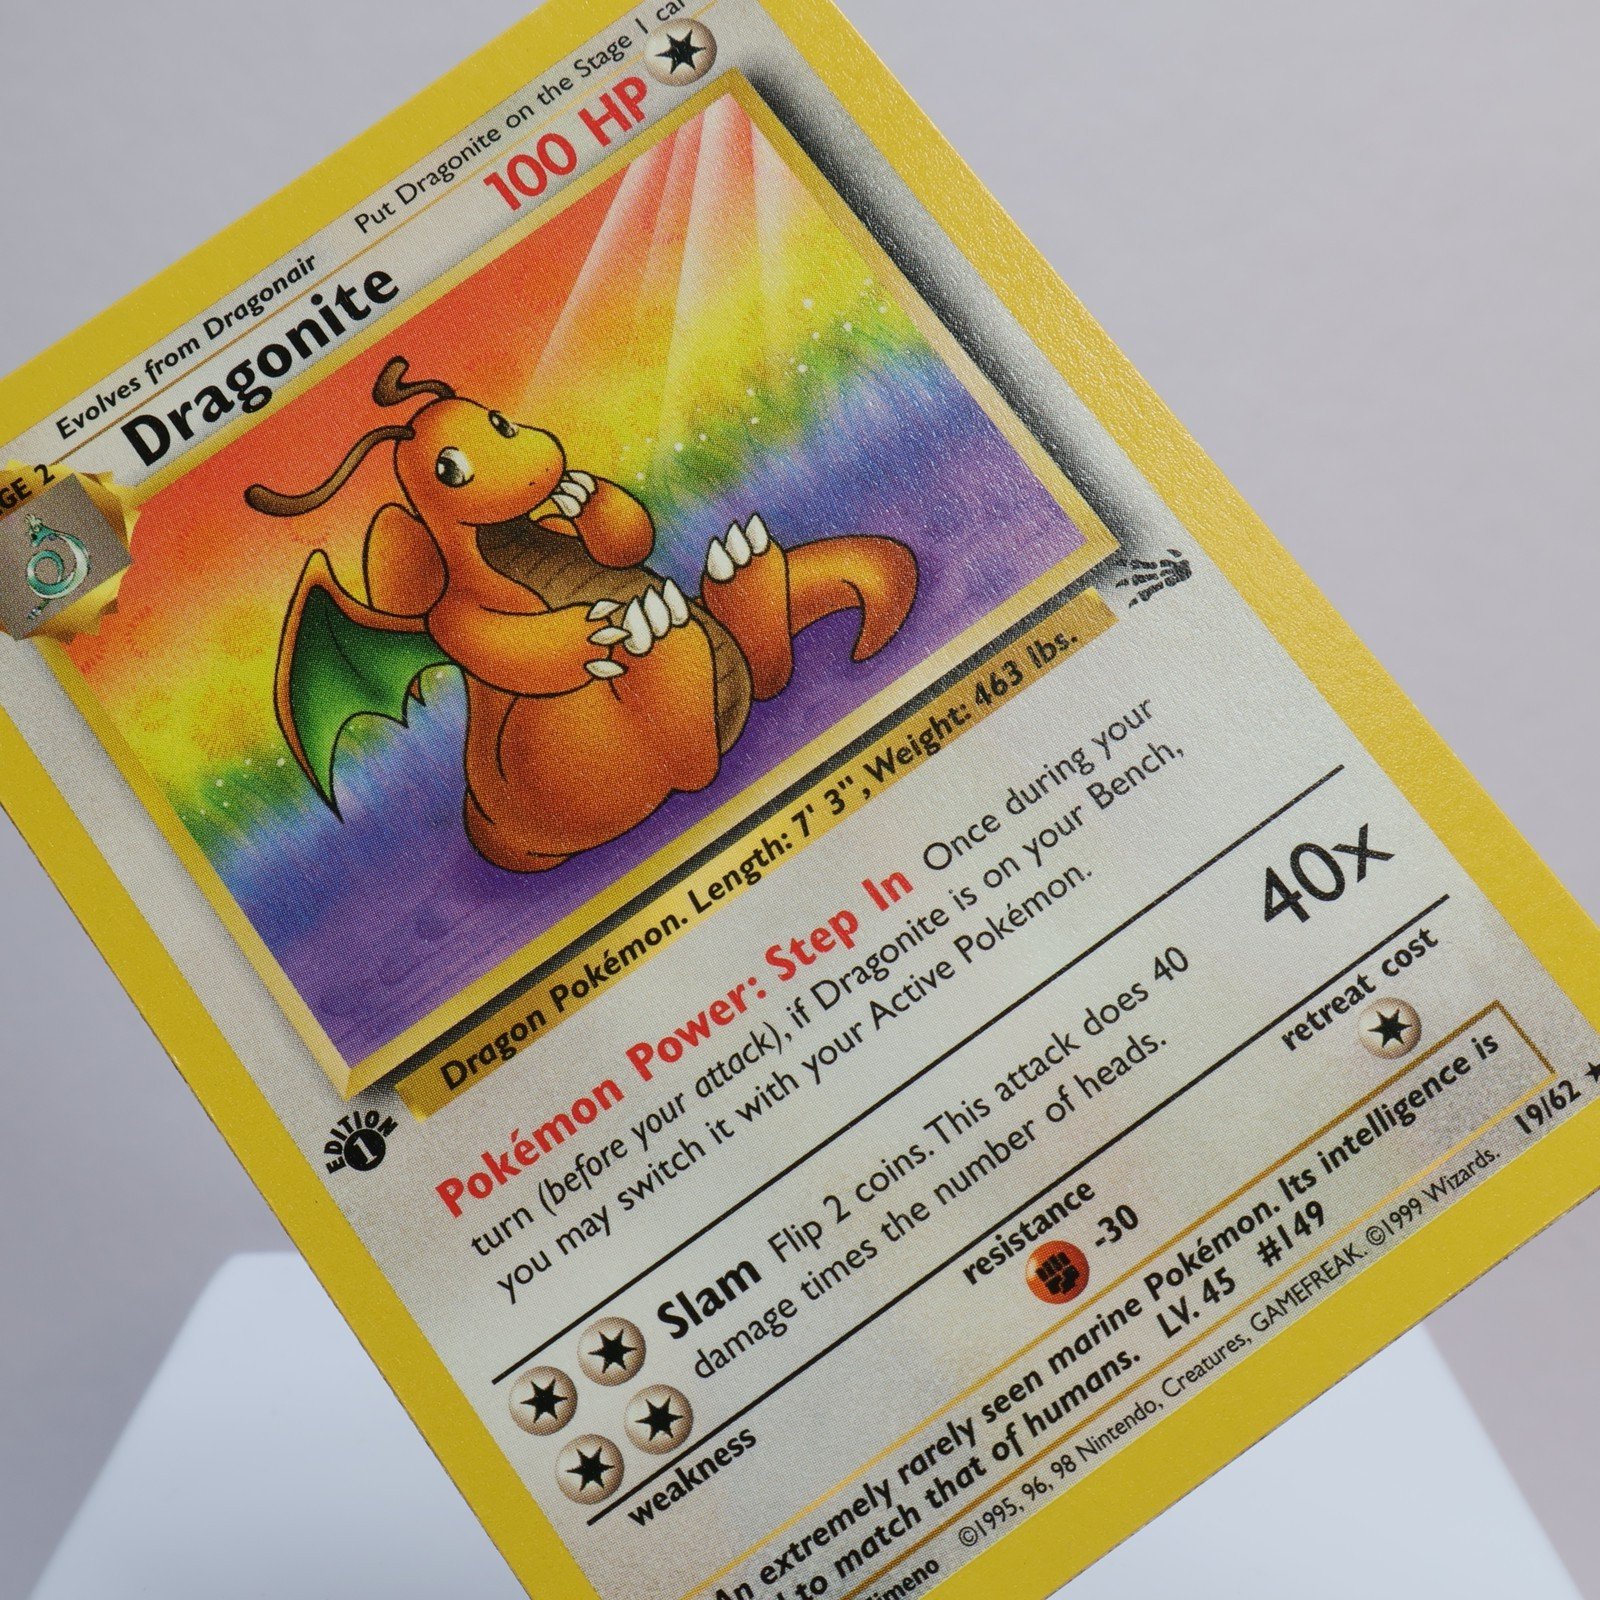 Evolves from Dragonair Put Dragonite on the Stage 1
Dragonite 100 HP
2
Dragon Pokémon. Length: 7' 3", Weight: 463 lbs.
EDITION
1
Pokémon Power: Step In Once during your
turn (before your attack), if Dragonite is on your Bench,
you may switch it with your Active Pokémon.
Slam Flip 2 coins. This attack does 40
damage times the number of heads.
40x
weakness resistance retreat cost
-30
An extremely rarely seen marine Pokémon. Its intelligence is
to match that of humans. LV. 45 #149
©1995, 96, 98 Nintendo, Creatures, GAMEFREAK. ©1999 Wizards. 19/62 ★